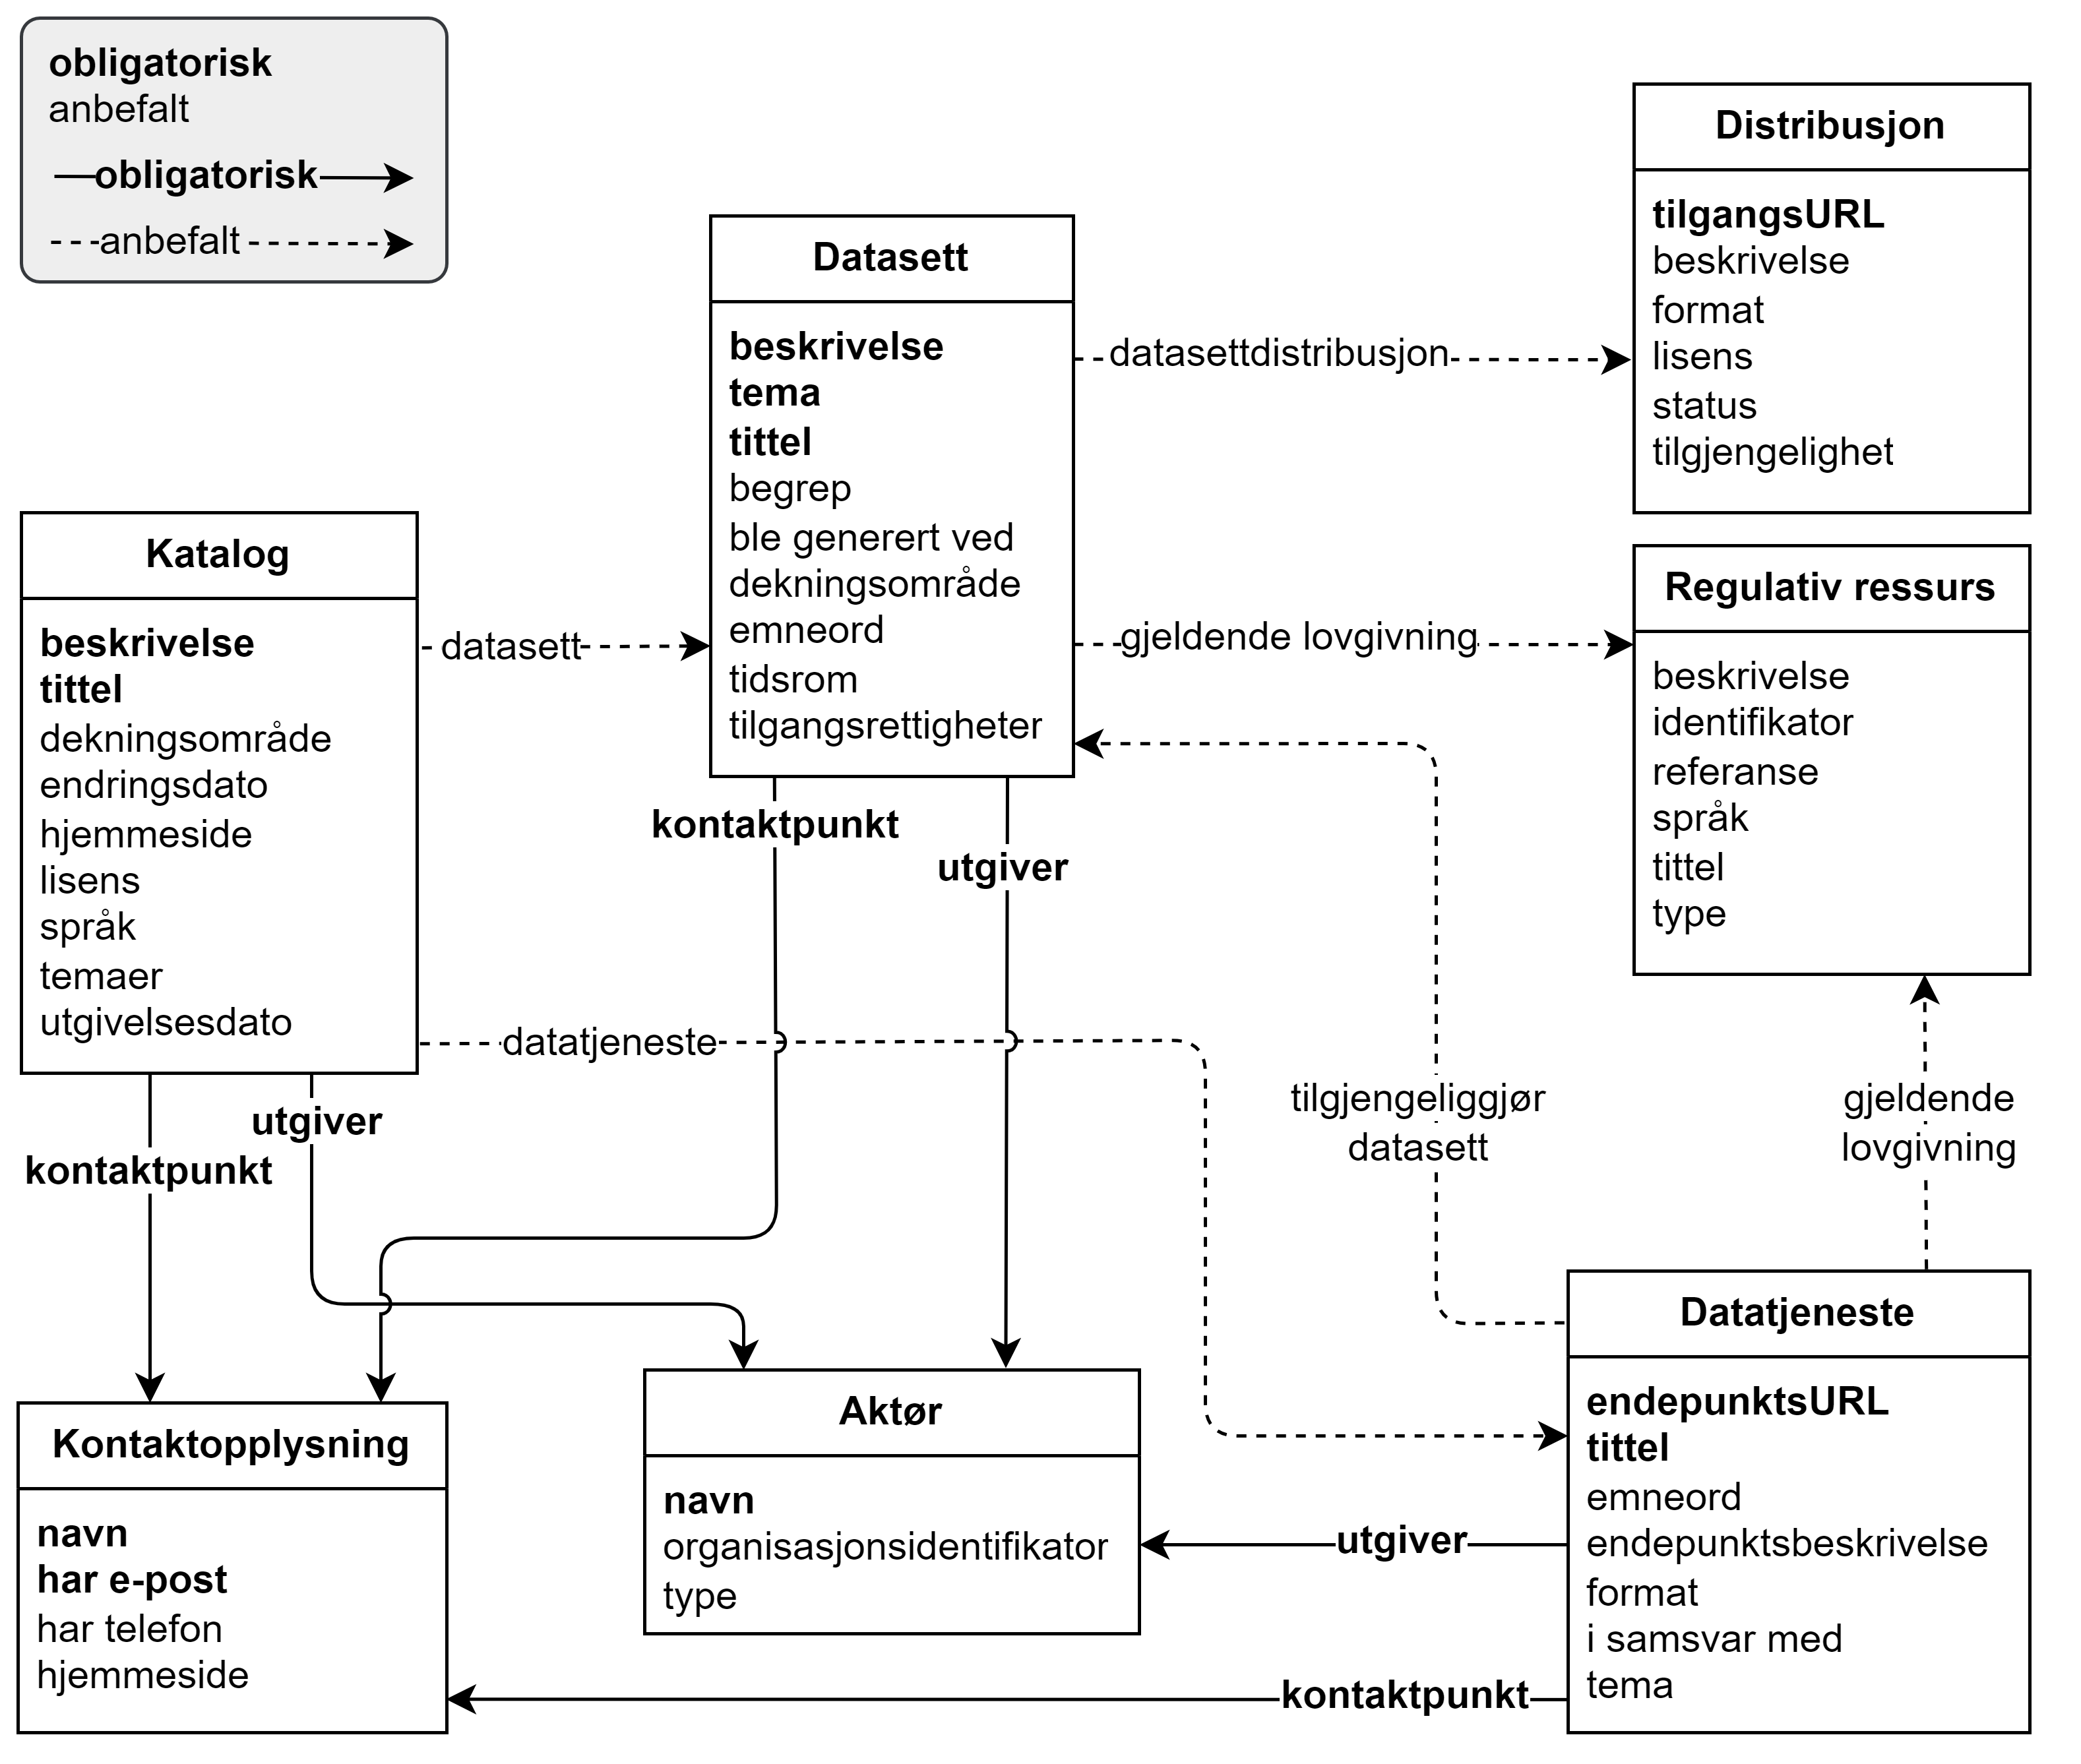 obligatorisk
anbefalt
obligatorisk
anbefalt
Distribusjon
tilgangsURL
beskrivelse
format
lisens
status
tilgjengelighet
Datasett
beskrivelse
tema
tittel
begrep
ble generert ved
dekningsområde
emneord
tidsrom
tilgangsrettigheter
datasettdistribusjon
gjeldende lovgivning
Regulativ ressurs
beskrivelse
identifikator
referanse
språk
tittel
type
Katalog
beskrivelse
tittel
dekningsområde
endringsdato
hjemmeside
lisens
språk
temaer
utgivelsesdato
datasett
kontaktpunkt
utgiver
datatjeneste
tilgjengeliggjør
datasett
gjeldende
lovgivning
utgiver
kontaktpunkt
Kontaktopplysning
navn
har e-post
har telefon
hjemmeside
Aktør
navn
organisasjonsidentifikator
type
Datatjeneste
endepunktsURL
tittel
emneord
endepunktsbeskrivelse
format
i samsvar med
tema
utgiver
kontaktpunkt